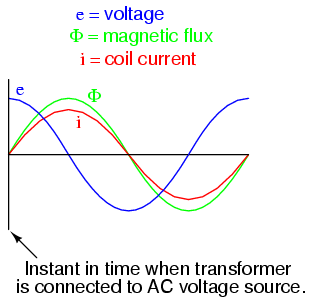 e = voltage
Φ = magnetic flux
i = coil current
e
Φ
i
Instant in time when transformer
is connected to AC voltage source.